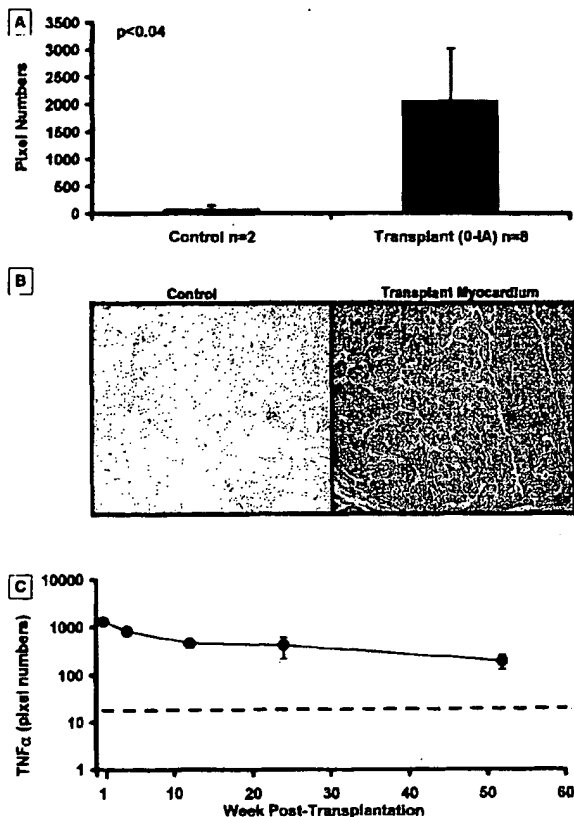 A
p<0.04
Pixel Numbers
3500
3000
2500
2000
1500
1000
500
0
Control n=2
Transplant (0-IA) n=8
B
Control
Transplant Myocardium
C
TNFα (pixel numbers)
10000
1000
100
10
1
1
10
20
30
40
50
60
Week Post-Transplantation